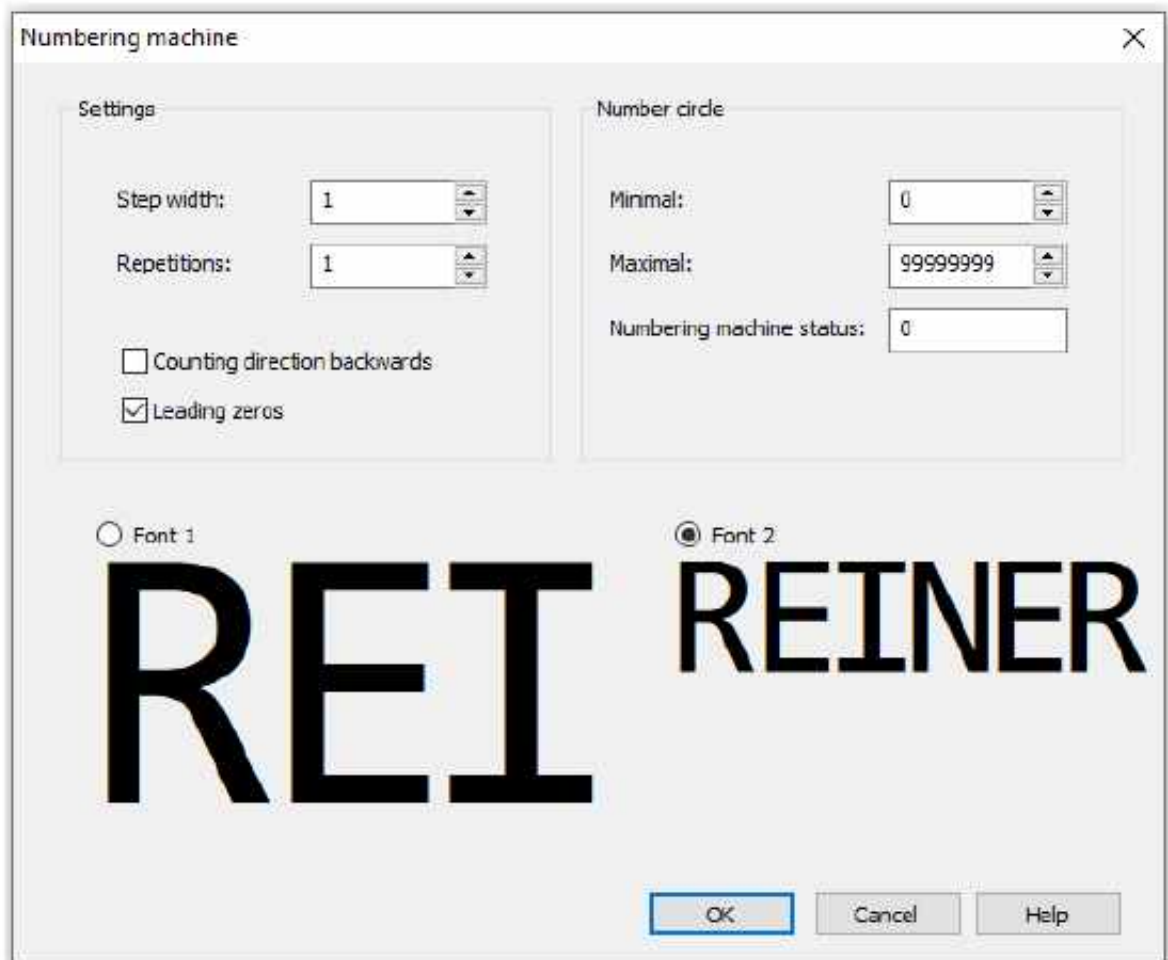 Numbering machine
Settings
Step width: 1
Repetitions: 1
Counting direction backwards
Leading zeros
Number circle
Minimal: 0
Maximal: 99999999
Numbering machine status: 0
Font 1
REI
Font 2
REINER
OK Cancel Help